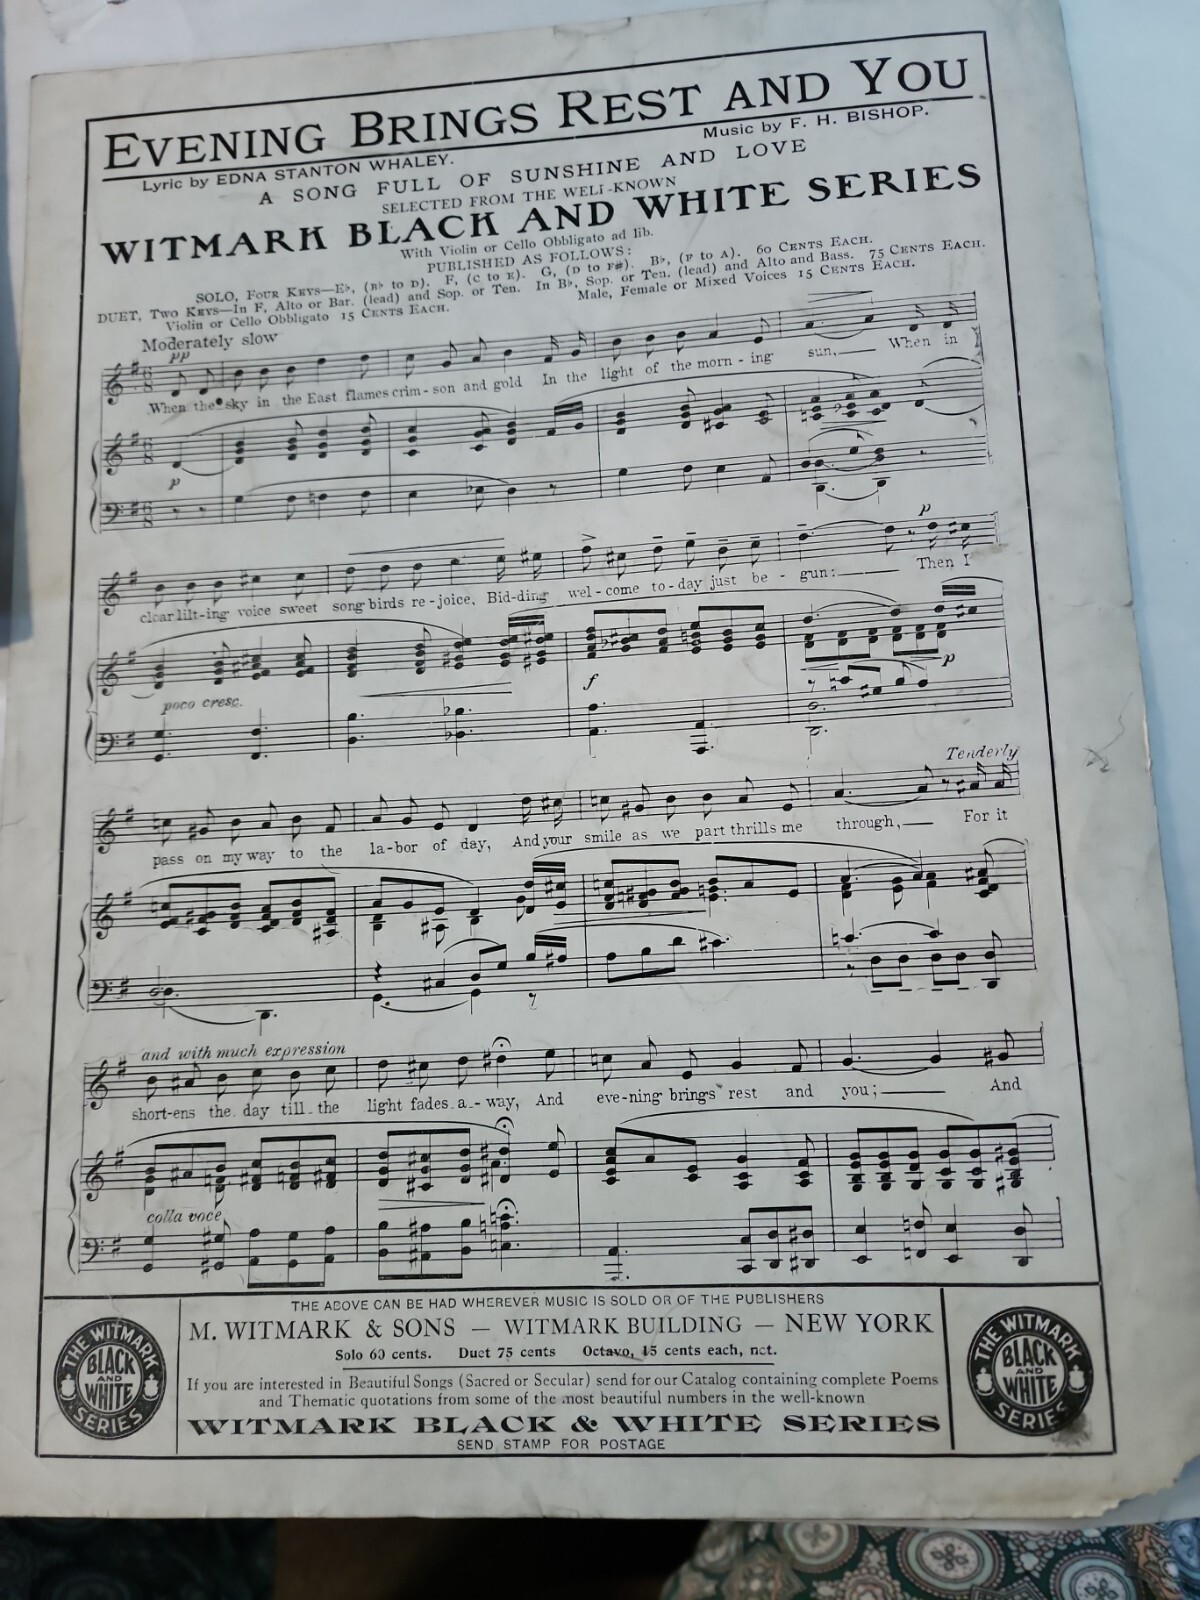 EVENING BRINGS REST AND YOU
Lyric by EDNA STANTON WHALEY.
Music by F. H. BISHOP.
A SONG FULL OF SUNSHINE AND LOVE
SELECTED FROM THE WELL-KNOWN
WITMARK BLACK AND WHITE SERIES
With Violin or Cello Obbligato ad lib.
PUBLISHED AS FOLLOWS:
SOLO, FOUR KEYS—E♭, (B♭ to D). F, (C to E). G, (D to F#). B♭, (F to A). 60 CENTS EACH.
DUET, TWO KEYS—In F, Alto or Bar. (lead) and Sop. or Ten. In B♭, Sop. or Ten. (lead) and Alto and Bass. 75 CENTS EACH.
Violin or Cello Obbligato 15 CENTS EACH.
Male, Female or Mixed Voices 15 CENTS EACH.
Moderately slow
pp
When the sky in the East flames crim-son and gold In the light of the morn-ing sun, When in
p
p
clear lilt-ing voice sweet song-birds re-joice, Bid-ding wel-come to-day just be-gun: Then I
poco cresc.
f
p
Tenderly
pass on my way to the la-bor of day, And your smile as we part thrills me through, For it
and with much expression
short-ens the day till the light fades a-way, And eve-ning brings rest and you; And
colla voce
THE ABOVE CAN BE HAD WHEREVER MUSIC IS SOLD OR OF THE PUBLISHERS
M. WITMARK & SONS — WITMARK BUILDING — NEW YORK
Solo 60 cents. Duet 75 cents Octavo, 15 cents each, net.
If you are interested in Beautiful Songs (Sacred or Secular) send for our Catalog containing complete Poems
and Thematic quotations from some of the most beautiful numbers in the well-known
WITMARK BLACK & WHITE SERIES
SEND STAMP FOR POSTAGE
THE WITMARK
BLACK
AND
WHITE
SERIES
THE WITMARK
BLACK
AND
WHITE
SERIES